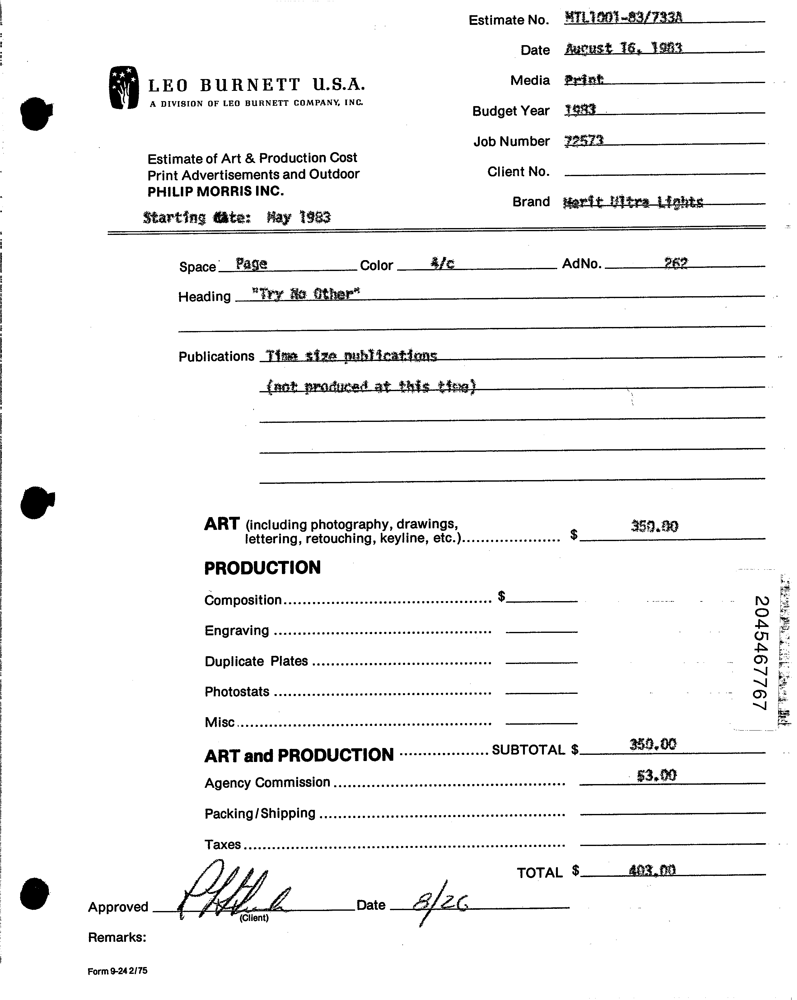 Estimate No. MTL1001-83/733A
Date August 16, 1983
LEO BURNETT U.S.A.
A DIVISION OF LEO BURNETT COMPANY, INC.
Media Print
Budget Year 1983
Job Number 72573
Estimate of Art & Production Cost
Print Advertisements and Outdoor
PHILIP MORRIS INC.
Client No.
Brand Merit Ultra Lights
Starting date: May 1983
Space Page Color 4/c Ad No. 262
Heading "Try No Other"
Publications Time size publications
(not produced at this time)
ART (including photography, drawings,
lettering, retouching, keyline, etc.)..................... $ 350.00
PRODUCTION
Composition.......................................... $
Engraving ............................................
Duplicate Plates ....................................
Photostats ............................................
Misc....................................................
ART and PRODUCTION .................. SUBTOTAL $ 350.00
Agency Commission ............................................... 53.00
Packing/Shipping ..................................................
Taxes.................................................................
TOTAL $ 403.00
Approved Date 8/26
(Client)
Remarks:
Form 9-24 2/75
2045467767